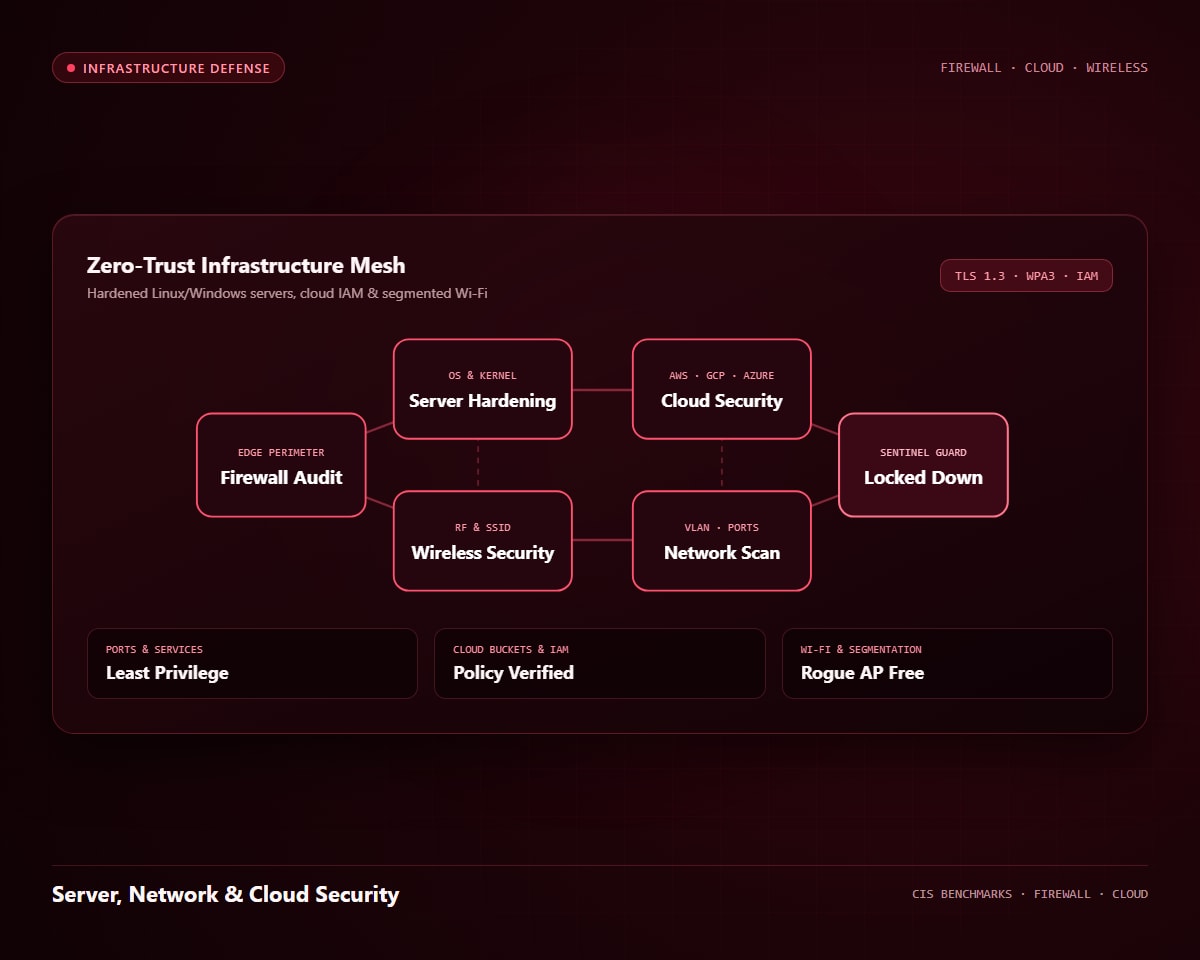 INFRASTRUCTURE DEFENSE
FIREWALL · CLOUD · WIRELESS
Zero-Trust Infrastructure Mesh
Hardened Linux/Windows servers, cloud IAM & segmented Wi-Fi
TLS 1.3 · WPA3 · IAM
OS & KERNEL
Server Hardening
AWS · GCP · AZURE
Cloud Security
EDGE PERIMETER
Firewall Audit
SENTINEL GUARD
Locked Down
RF & SSID
Wireless Security
VLAN · PORTS
Network Scan
PORTS & SERVICES
Least Privilege
CLOUD BUCKETS & IAM
Policy Verified
WI-FI & SEGMENTATION
Rogue AP Free
Server, Network & Cloud Security
CIS BENCHMARKS · FIREWALL · CLOUD